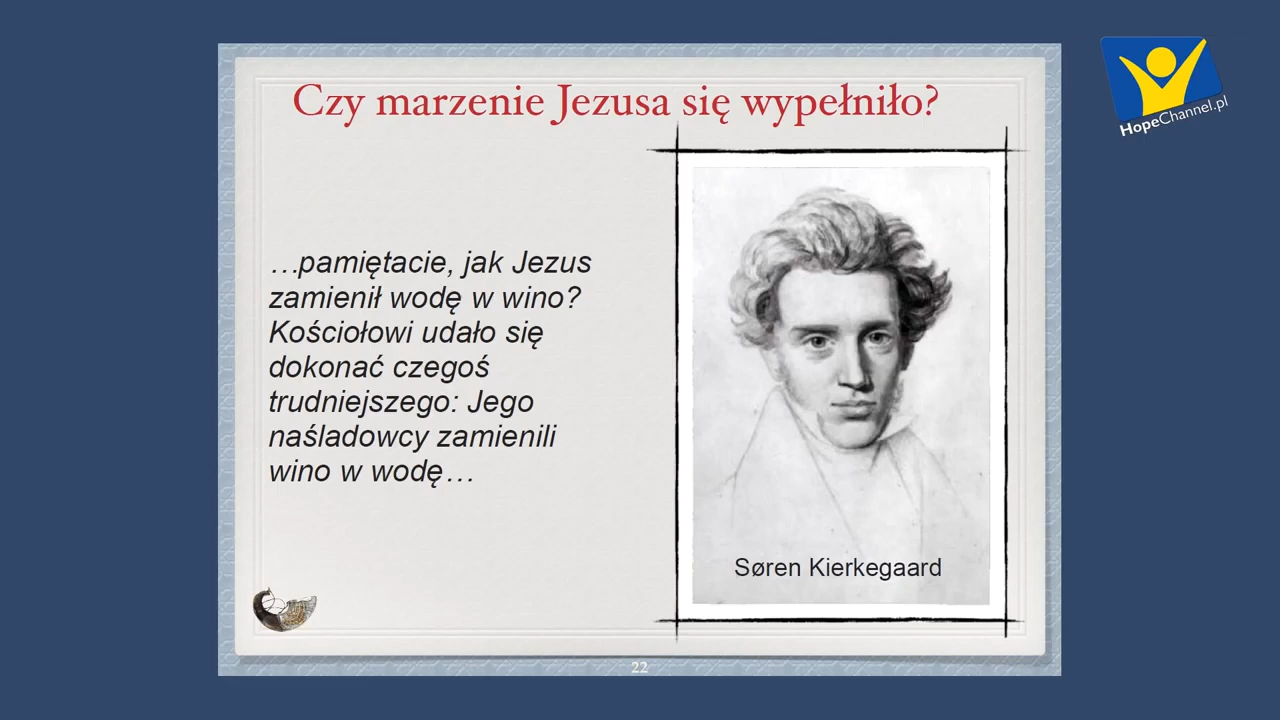 Czy marzenie Jezusa się wypełniło?
…pamiętacie, jak Jezus
zamienił wodę w wino?
Kościołowi udało się
dokonać czegoś
trudniejszego: Jego
naśladowcy zamienili
wino w wodę…
Søren Kierkegaard
22
HopeChannel.pl